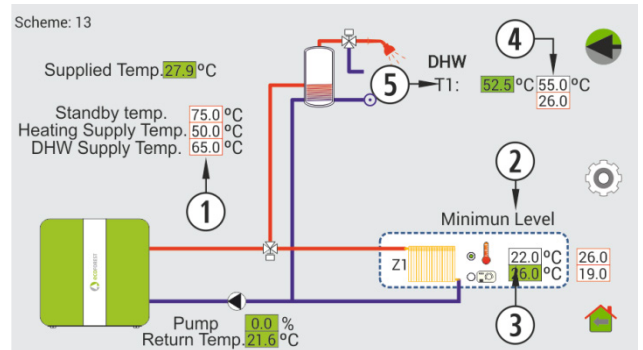 Scheme: 13
Supplied Temp. 27.9 ºC
4
DHW
5
T1: 52.5 ºC 55.0 ºC
26.0
Standby temp. 75.0 ºC
Heating Supply Temp. 50.0 ºC
DHW Supply Temp. 65.0 ºC
1
2
Minimun Level
Z1
22.0 ºC 26.0
26.0 ºC 19.0
3
ecoforest
Pump 0.0 %
Return Temp. 21.6 ºC